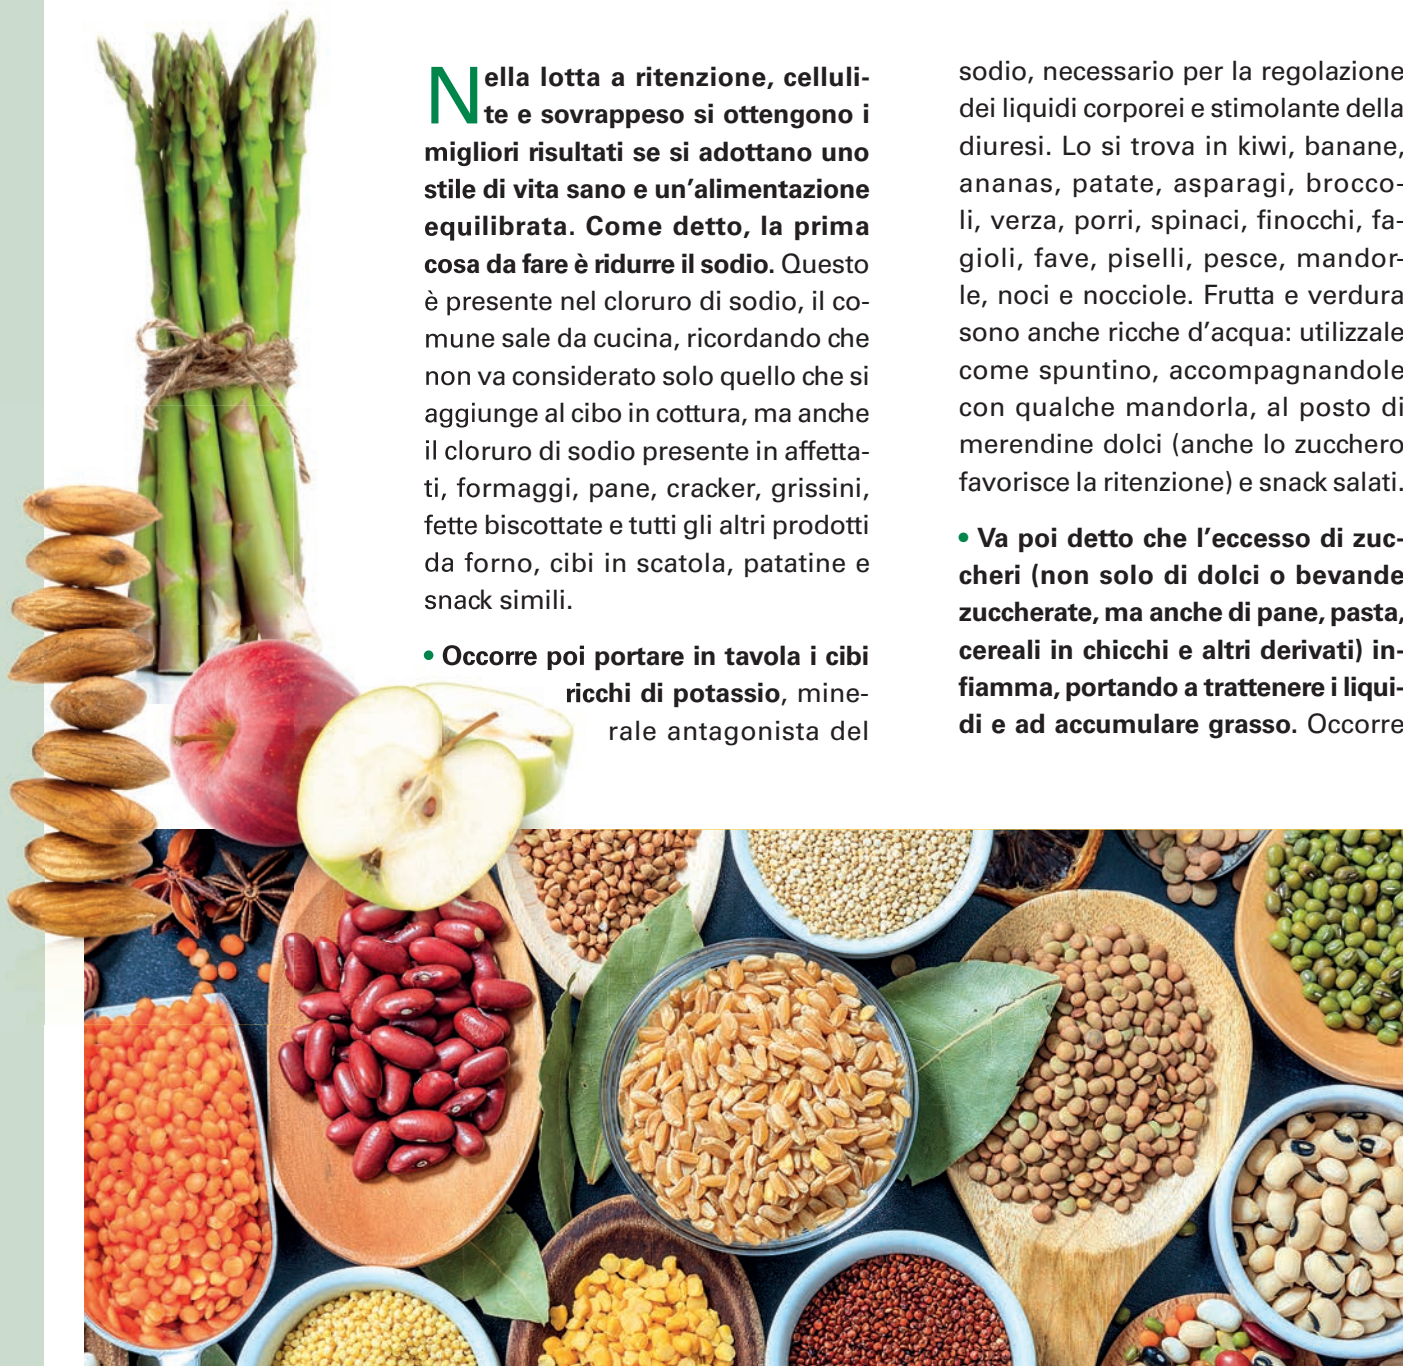 Nella lotta a ritenzione, celluli-
te e sovrappeso si ottengono i
migliori risultati se si adottano uno
stile di vita sano e un’alimentazione
equilibrata. Come detto, la prima
cosa da fare è ridurre il sodio. Questo
è presente nel cloruro di sodio, il co-
mune sale da cucina, ricordando che
non va considerato solo quello che si
aggiunge al cibo in cottura, ma anche
il cloruro di sodio presente in affetta-
ti, formaggi, pane, cracker, grissini,
fette biscottate e tutti gli altri prodotti
da forno, cibi in scatola, patatine e
snack simili.
• Occorre poi portare in tavola i cibi
ricchi di potassio, mine-
rale antagonista del
sodio, necessario per la regolazione
dei liquidi corporei e stimolante della
diuresi. Lo si trova in kiwi, banane,
ananas, patate, asparagi, brocco-
li, verza, porri, spinaci, finocchi, fa-
gioli, fave, piselli, pesce, mandor-
le, noci e nocciole. Frutta e verdura
sono anche ricche d’acqua: utilizzale
come spuntino, accompagnandole
con qualche mandorla, al posto di
merendine dolci (anche lo zucchero
favorisce la ritenzione) e snack salati.
• Va poi detto che l’eccesso di zuc-
cheri (non solo di dolci o bevande
zuccherate, ma anche di pane, pasta,
cereali in chicchi e altri derivati) in-
fiamma, portando a trattenere i liqui-
di e ad accumulare grasso. Occorre